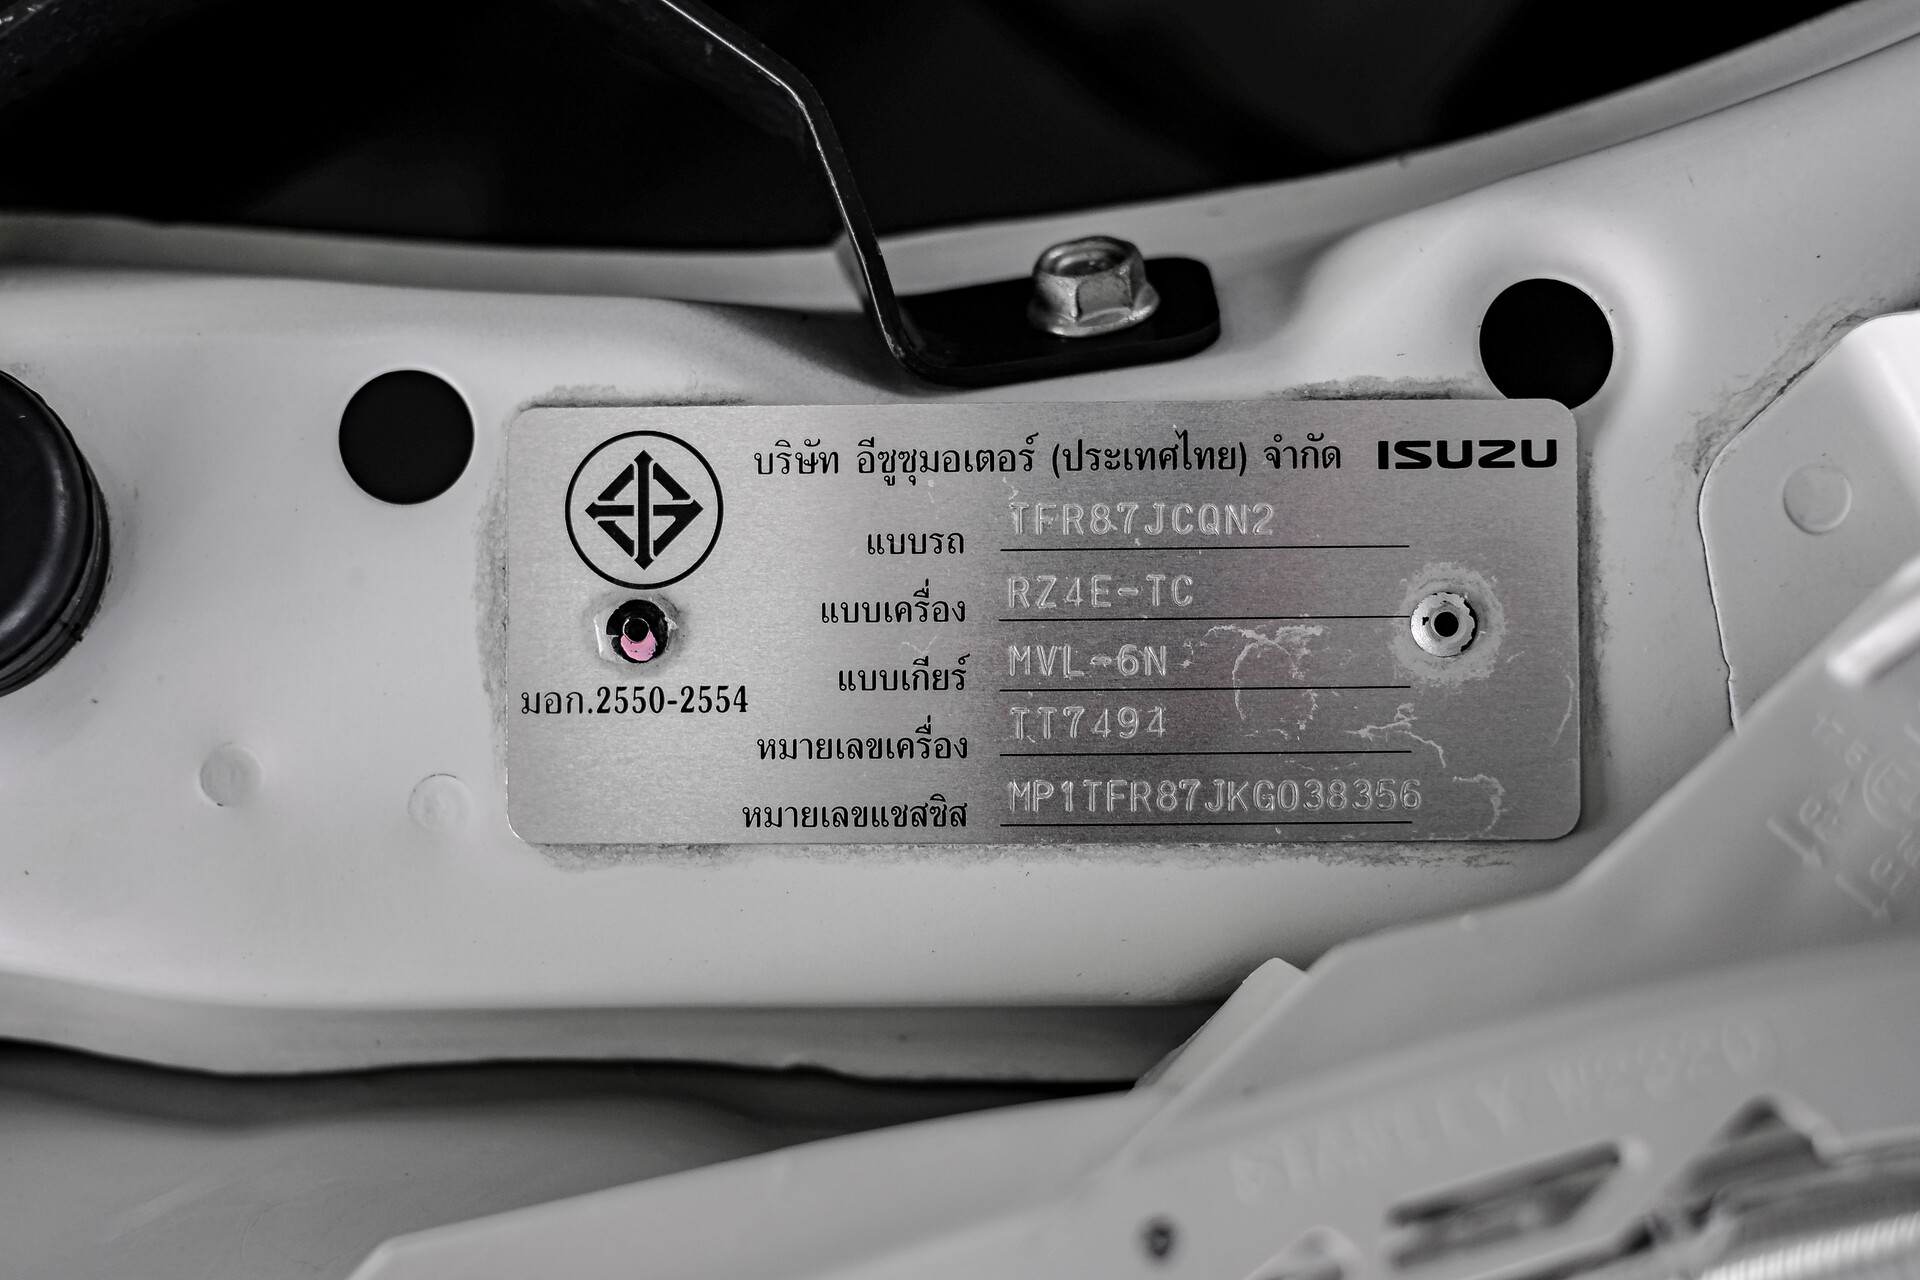 บริษัท อีซูซุมอเตอร์ (ประเทศไทย) จำกัด ISUZU
แบบรถ TFR87JCQN2
แบบเครื่อง RZ4E-TC
แบบเกียร์ MVL-6N
มอก.2550-2554
หมายเลขเครื่อง TT7494
หมายเลขแชสซิส MP1TFR87JKG038356
STANLEY W2920